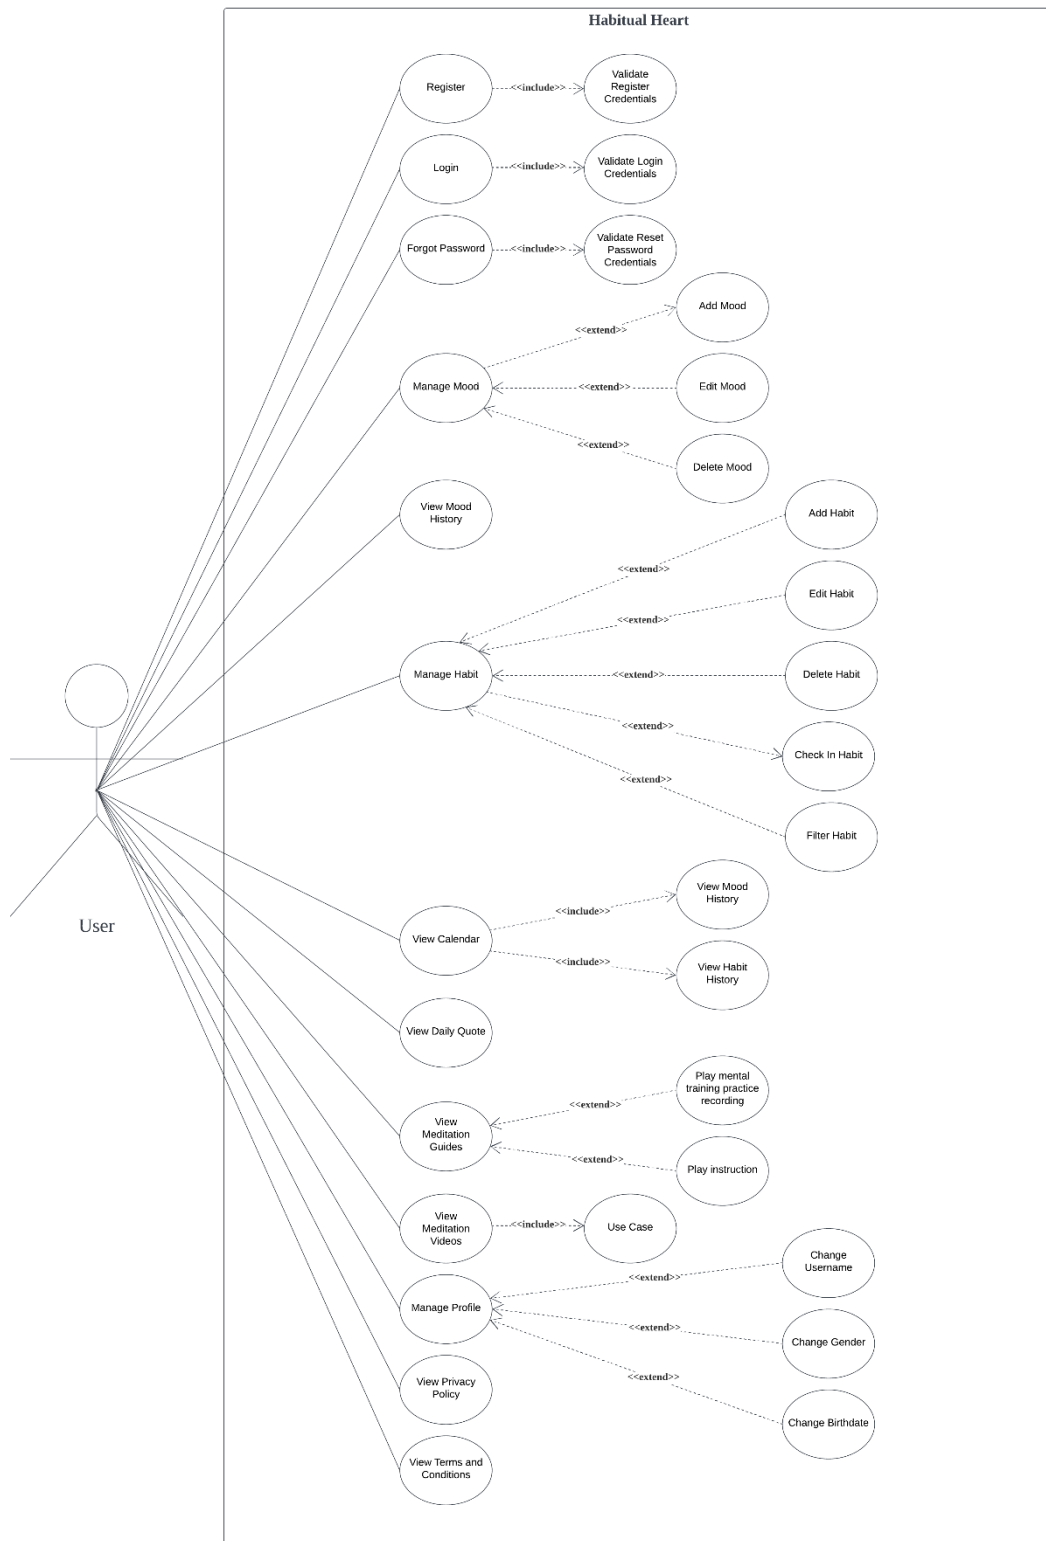 Habitual Heart
Register
<<include>>
Validate
Register
Credentials
Login
<<include>>
Validate Login
Credentials
Forgot Password
<<include>>
Validate Reset
Password
Credentials
Add Mood
<<extend>>
Manage Mood
<<extend>>
Edit Mood
<<extend>>
Delete Mood
View Mood
History
Add Habit
<<extend>>
Edit Habit
<<extend>>
Manage Habit
<<extend>>
Delete Habit
<<extend>>
Check In Habit
<<extend>>
Filter Habit
User
View Mood
History
<<include>>
View Calendar
<<include>>
View Habit
History
View Daily Quote
Play mental
training practice
recording
<<extend>>
View
Meditation
Guides
<<extend>>
Play instruction
View
Meditation
Videos
<<include>>
Use Case
Change
Username
<<extend>>
Manage Profile
<<extend>>
Change Gender
<<extend>>
View Privacy
Policy
Change Birthdate
View Terms and
Conditions